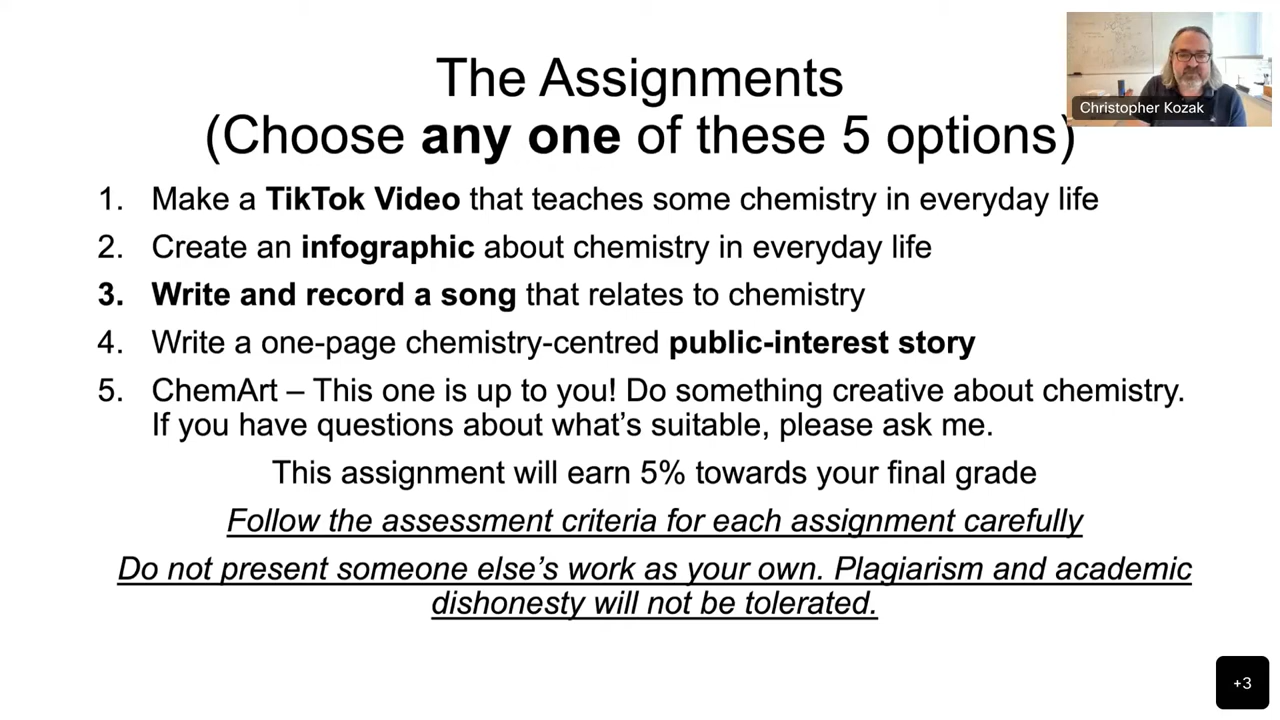 The Assignments
(Choose any one of these 5 options)
Christopher Kozak
1. Make a TikTok Video that teaches some chemistry in everyday life
2. Create an infographic about chemistry in everyday life
3. Write and record a song that relates to chemistry
4. Write a one-page chemistry-centred public-interest story
5. ChemArt – This one is up to you! Do something creative about chemistry.
If you have questions about what's suitable, please ask me.
This assignment will earn 5% towards your final grade
Follow the assessment criteria for each assignment carefully
Do not present someone else's work as your own. Plagiarism and academic
dishonesty will not be tolerated.
+3